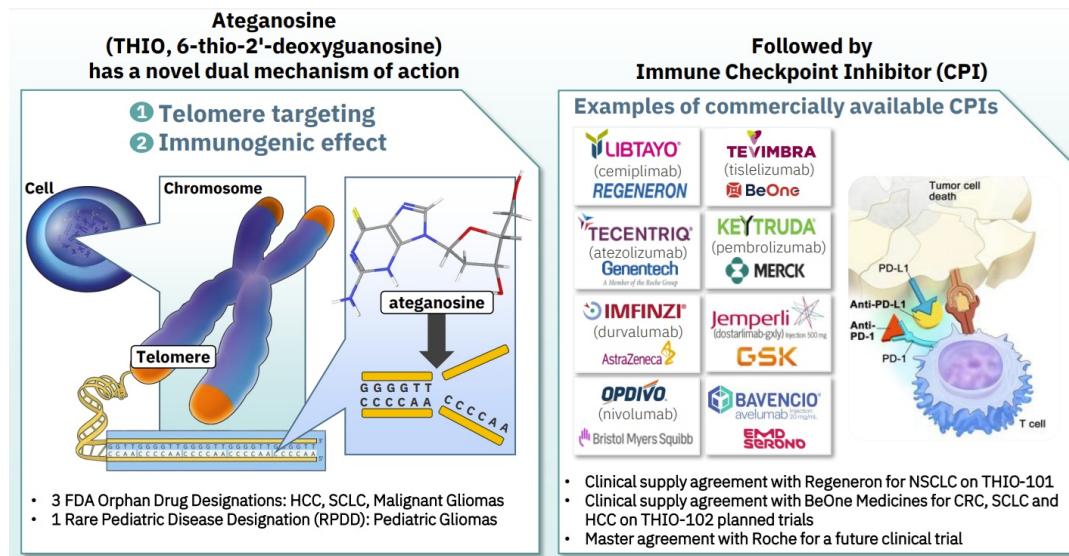 Ateganosine
(THIO, 6-thio-2'-deoxyguanosine)
has a novel dual mechanism of action
1 Telomere targeting
2 Immunogenic effect
Cell
Chromosome
Telomere
ateganosine
GGGGTT
CCCCAA
CCCCAA
• 3 FDA Orphan Drug Designations: HCC, SCLC, Malignant Gliomas
• 1 Rare Pediatric Disease Designation (RPDD): Pediatric Gliomas
Followed by
Immune Checkpoint Inhibitor (CPI)
Examples of commercially available CPIs
LIBTAYO®
(cemiplimab)
REGENERON
TEVIMBRA
(tislelizumab)
BeOne
TECENTRIQ®
(atezolizumab)
Genentech
A Member of the Roche Group
KEYTRUDA®
(pembrolizumab)
MERCK
IMFINZI®
(durvalumab)
AstraZeneca
Jemperli
(dostarlimab-gxly) Injection 500 mg
GSK
OPDIVO®
(nivolumab)
Bristol Myers Squibb
BAVENCIO®
avelumab Injection
20 mg/mL
EMD
SERONO
Tumor cell
death
PD-L1
Anti-PD-L1
Anti-
PD-1
PD-1
T cell
• Clinical supply agreement with Regeneron for NSCLC on THIO-101
• Clinical supply agreement with BeOne Medicines for CRC, SCLC and
HCC on THIO-102 planned trials
• Master agreement with Roche for a future clinical trial